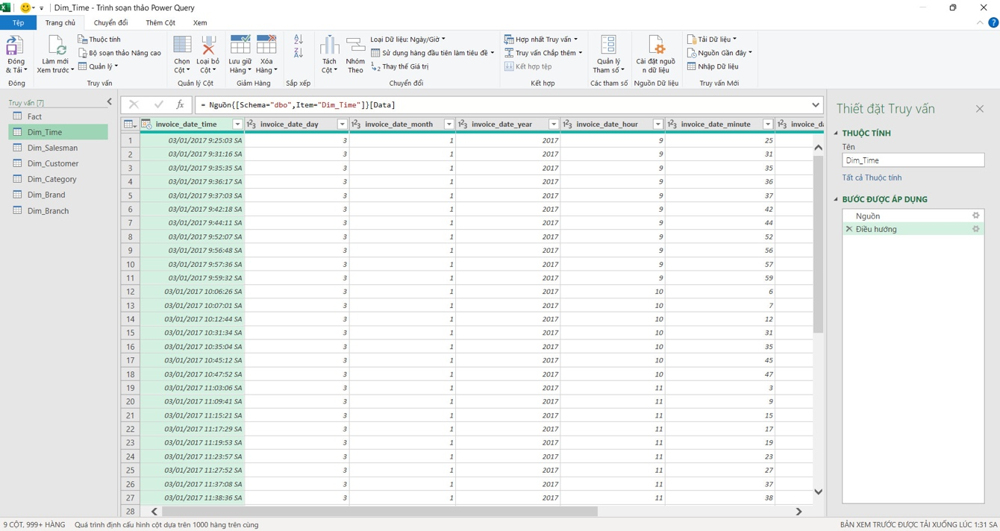 Dim_Time - Trình soạn thảo Power Query
Tệp Trang chủ Chuyển đổi Thêm Cột Xem
Đóng & Tải
Đóng
Làm mới Xem trước
Thuộc tính
Bộ soạn thảo Nâng cao
Quản lý
Truy vấn
Chọn Cột
Loại bỏ Cột
Quản lý Cột
Lưu giữ Hàng
Xóa Hàng
Giảm Hàng
Sắp xếp
Tách Cột
Nhóm Theo
Loại Dữ liệu: Ngày/Giờ
Sử dụng hàng đầu tiên làm tiêu đề
Thay thế Giá trị
Chuyển đổi
Hợp nhất Truy vấn
Truy vấn Chắp thêm
Kết hợp tệp
Kết hợp
Quản lý Tham số
Các tham số
Cài đặt nguồ n dữ liệu
Nguồn Dữ liệu
Tải Dữ liệu
Nguồn Gần đây
Nhập Dữ liệu
Truy vấn Mới
Truy vấn [7]
Fact
Dim_Time
Dim_Salesman
Dim_Customer
Dim_Category
Dim_Brand
Dim_Branch
fx = Nguồn{[Schema="dbo",Item="Dim_Time"]}[Data]
invoice_date_time 123 invoice_date_day 123 invoice_date_month 123 invoice_date_year 123 invoice_date_hour 123 invoice_date_minute 123 invoice_da
1 03/01/2017 9:25:03 SA 3 1 2017 9 25
2 03/01/2017 9:31:16 SA 3 1 2017 9 31
3 03/01/2017 9:35:35 SA 3 1 2017 9 35
4 03/01/2017 9:36:17 SA 3 1 2017 9 36
5 03/01/2017 9:37:03 SA 3 1 2017 9 37
6 03/01/2017 9:42:18 SA 3 1 2017 9 42
7 03/01/2017 9:44:11 SA 3 1 2017 9 44
8 03/01/2017 9:52:07 SA 3 1 2017 9 52
9 03/01/2017 9:56:48 SA 3 1 2017 9 56
10 03/01/2017 9:57:36 SA 3 1 2017 9 57
11 03/01/2017 9:59:32 SA 3 1 2017 9 59
12 03/01/2017 10:06:26 SA 3 1 2017 10 6
13 03/01/2017 10:07:01 SA 3 1 2017 10 7
14 03/01/2017 10:12:44 SA 3 1 2017 10 12
15 03/01/2017 10:31:34 SA 3 1 2017 10 31
16 03/01/2017 10:35:04 SA 3 1 2017 10 35
17 03/01/2017 10:45:12 SA 3 1 2017 10 45
18 03/01/2017 10:47:52 SA 3 1 2017 10 47
19 03/01/2017 11:03:06 SA 3 1 2017 11 3
20 03/01/2017 11:09:41 SA 3 1 2017 11 9
21 03/01/2017 11:15:21 SA 3 1 2017 11 15
22 03/01/2017 11:17:29 SA 3 1 2017 11 17
23 03/01/2017 11:19:53 SA 3 1 2017 11 19
24 03/01/2017 11:23:57 SA 3 1 2017 11 23
25 03/01/2017 11:27:52 SA 3 1 2017 11 27
26 03/01/2017 11:37:08 SA 3 1 2017 11 37
27 03/01/2017 11:38:36 SA 3 1 2017 11 38
28
Thiết đặt Truy vấn
THUỘC TÍNH
Tên
Dim_Time
Tất cả Thuộc tính
BƯỚC ĐƯỢC ÁP DỤNG
Nguồn
Điều hướng
9 CỘT, 999+ HÀNG Quá trình định cấu hình cột dựa trên 1000 hàng trên cùng
BẢN XEM TRƯỚC ĐƯỢC TẢI XUỐNG LÚC 1:31 SA